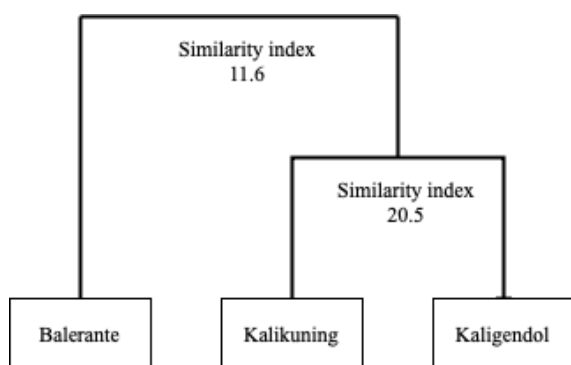 Similarity index
11.6
Similarity index
20.5
Balerante
Kalikuning
Kaligendol